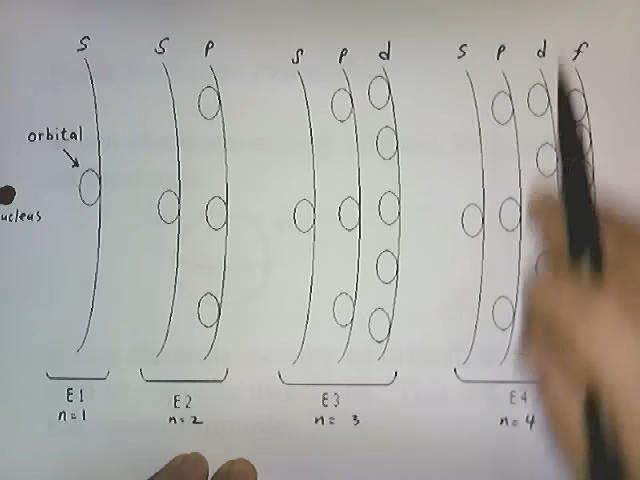 s s p s p d s p d f
orbital
ucleus
E1 E2 E3 E4
n=1 n=2 n=3 n=4